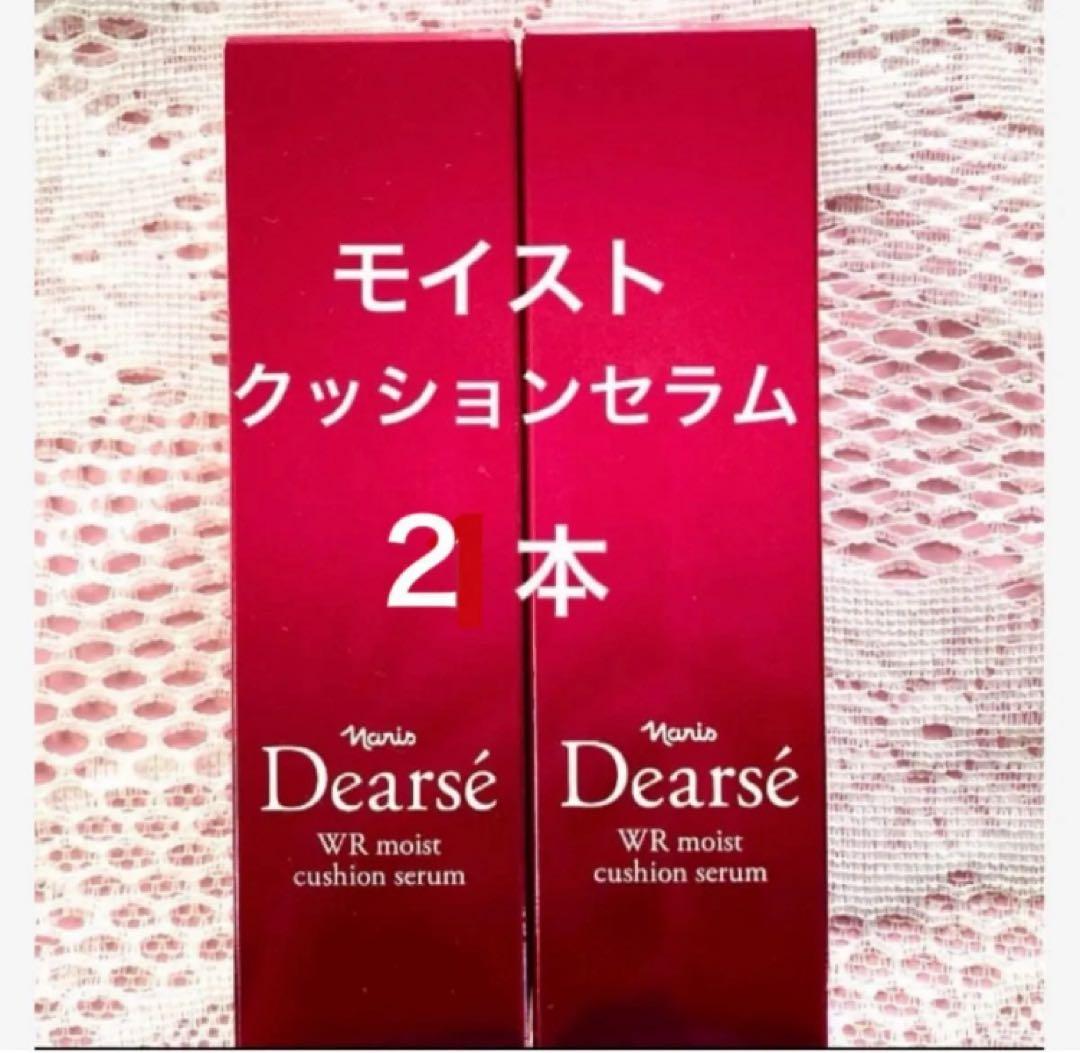 モイスト
クッションセラム
2本
Naris
Dearsé
WR moist
cushion serum
Naris
Dearsé
WR moist
cushion serum